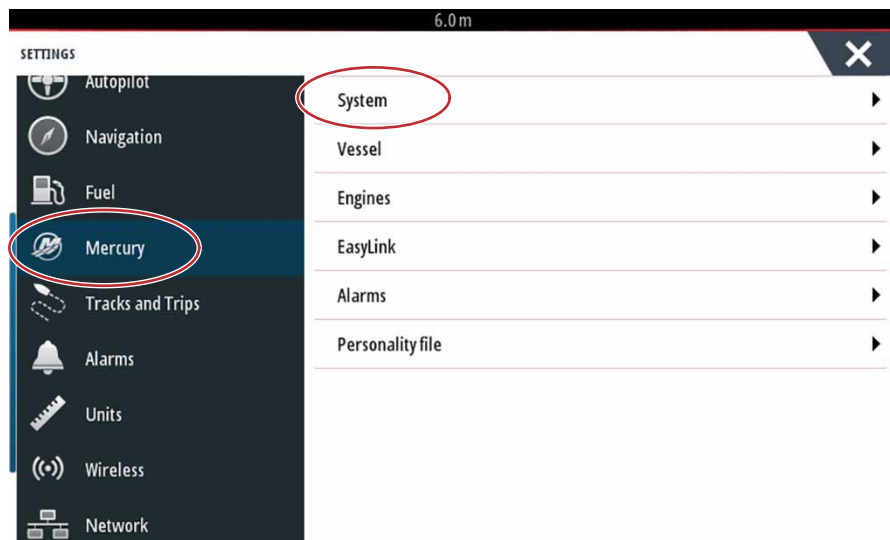 6.0 m
SETTINGS
Autopilot
Navigation
Fuel
Mercury
Tracks and Trips
Alarms
Units
Wireless
Network
System
Vessel
Engines
EasyLink
Alarms
Personality file